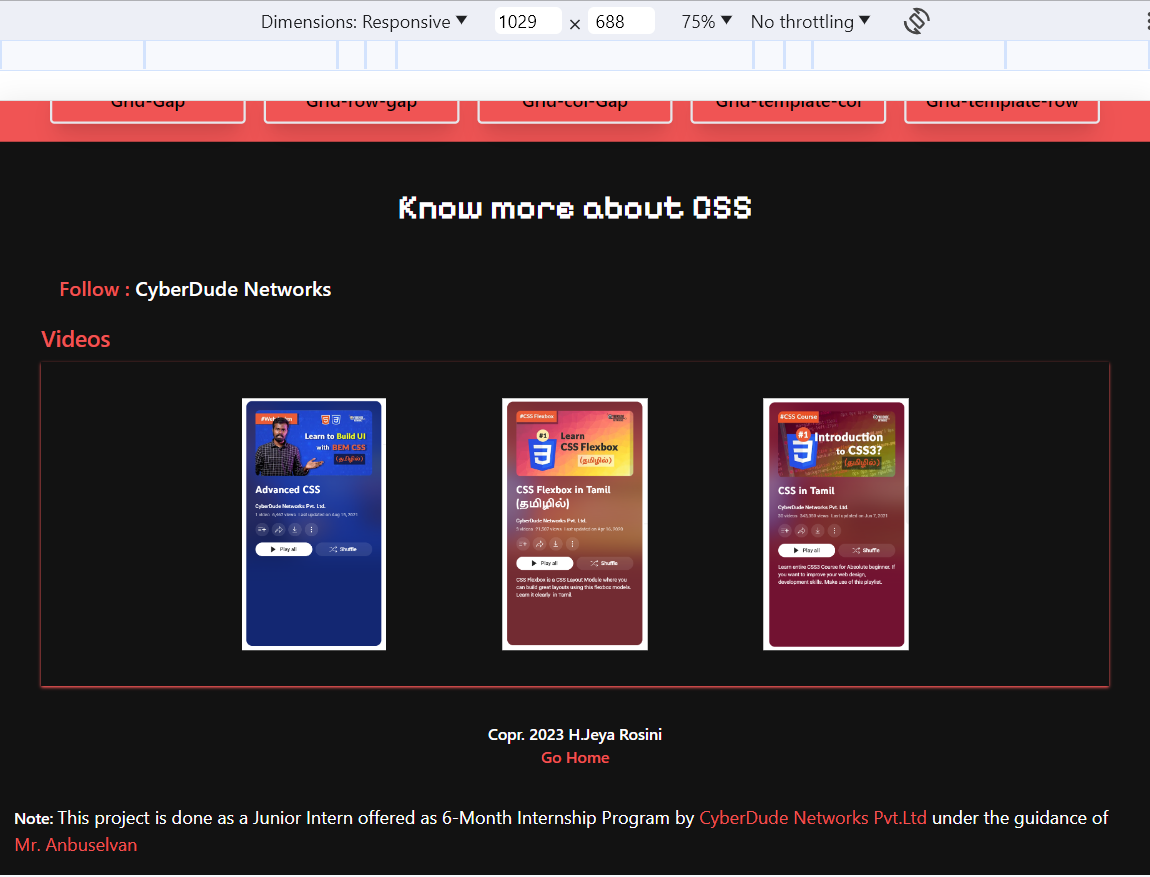 Dimensions: Responsive ▼ 1029 × 688 75% ▼ No throttling ▼
Grid-Gap Grid-row-gap Grid-col-Gap Grid-template-col Grid-template-row
Know more about CSS
Follow : CyberDude Networks
Videos
Learn to Build UI
with BEM CSS
(தமிழில்)
Advanced CSS
CyberDude Networks Pvt. Ltd.
Play all Shuffle
#CSS Flexbox
#1 Learn
CSS Flexbox
(தமிழில்)
CSS Flexbox in Tamil
(தமிழில்)
CyberDude Networks Pvt. Ltd.
Play all Shuffle
CSS Flexbox is a CSS Layout Module where you
can build great layouts using this flexbox models.
Learn it clearly in Tamil
#CSS Course
#1 Introduction
to CSS3?
(தமிழில்)
CSS in Tamil
CyberDude Networks Pvt. Ltd.
Play all Shuffle
Learn entire CSS3 Course for Absolute beginner. If
you want to improve your web design,
development skills. Make use of this playlist.
Copr. 2023 H.Jeya Rosini
Go Home
Note: This project is done as a Junior Intern offered as 6-Month Internship Program by CyberDude Networks Pvt.Ltd under the guidance of
Mr. Anbuselvan